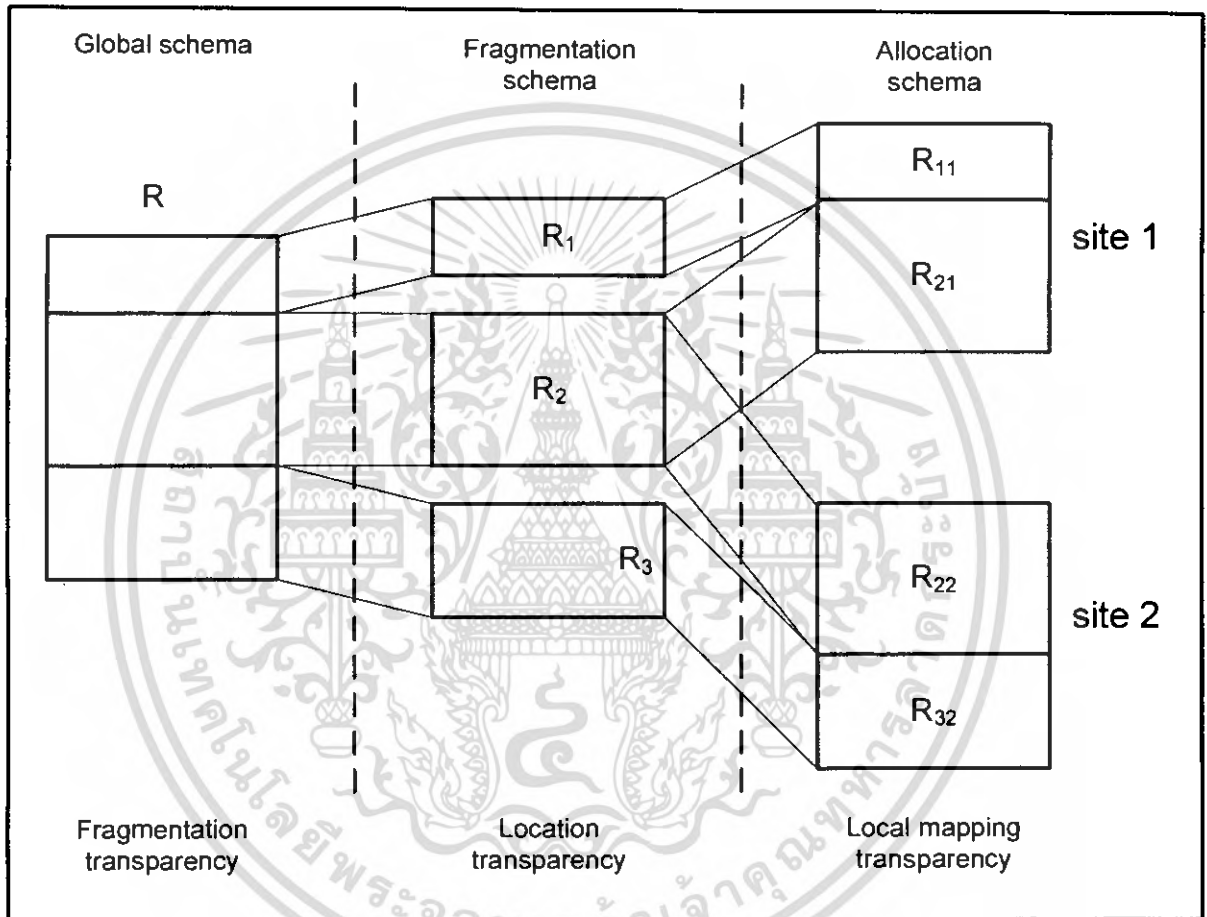 Global schema
Fragmentation
schema
Allocation
schema
R
R₁
R₂
R₃
R₁₁
R₂₁
site 1
R₂₂
R₃₂
site 2
Fragmentation
transparency
Location
transparency
Local mapping
transparency